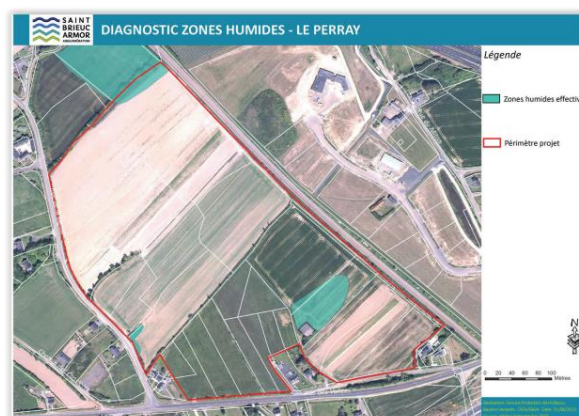 SAINT
BRIEUC
ARMOR
AGGLOMÉRATION
DIAGNOSTIC ZONES HUMIDES - LE PERRAY
Légende
Zones humides effectiv
Périmètre projet
N
0 20 40 60 80 100
Mètres